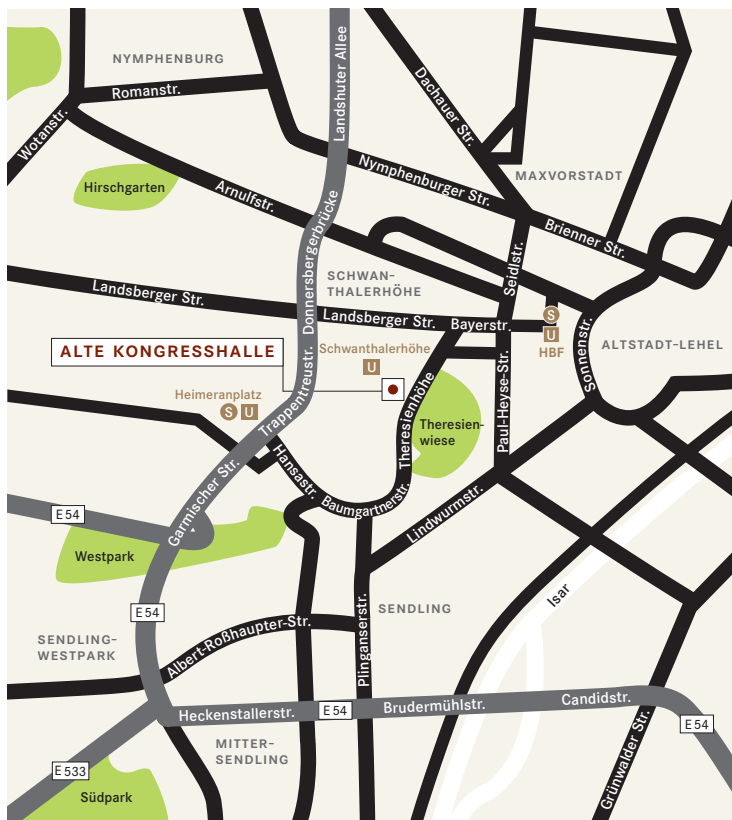 NYMPHENBURG
Romanstr.
Wotanstr.
Landshuter Allee
Dachauer Str.
Hirschgarten
Arnulfstr.
Nymphenburger Str.
MAXVORSTADT
Brienner Str.
Seidlstr.
Donnersbergerbrücke
SCHWAN-
THALERHÖHE
Landsberger Str.
Landsberger Str.
Bayerstr.
S
U
HBF
Sonnenstr.
ALTSTADT-LEHEL
ALTE KONGRESSHALLE
Schwanthalerhöhe
U
Heimeranplatz
S U
Trappentreustr.
Theresienhöhe
Theresien-
wiese
Paul-Heyse-Str.
Garmischer Str.
Hansastr.
Baumgartnerstr.
Lindwurmstr.
E 54
Westpark
E 54
Isar
SENDLING
Plinganserstr.
SENDLING-
WESTPARK
Albert-Roßhaupter-Str.
Heckenstallerstr.
E 54
Brudermühlstr.
Candidstr.
E 54
Grünwalder Str.
MITTER-
SENDLING
E 533
Südpark